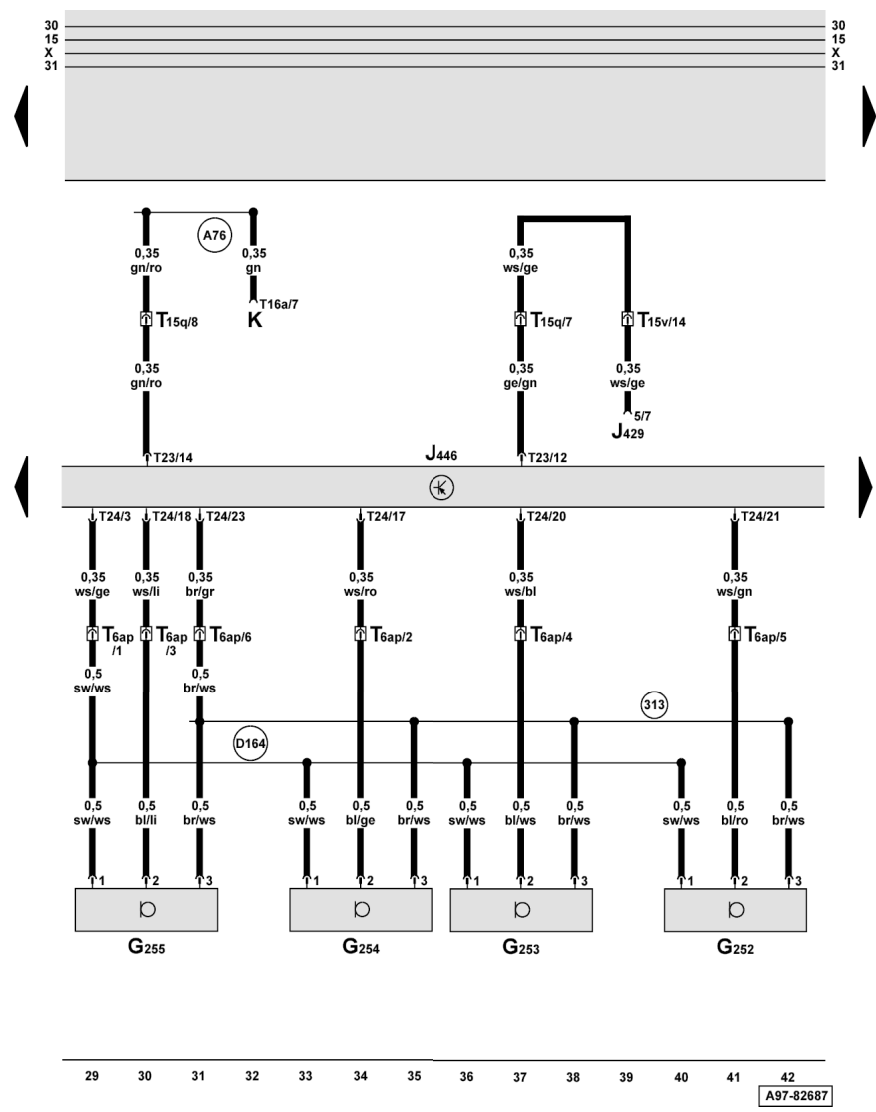 30 30
15 15
X X
31 31
A76
0,35 0,35 0,35
gn/ro gn ws/ge
T16a/7
T15q/8 K T15q/7 T15v/14
0,35 0,35 0,35
gn/ro ge/gn ws/ge
5/7
J429
T23/14 J446 T23/12
T24/3 T24/18 T24/23 T24/17 T24/20 T24/21
0,35 0,35 0,35 0,35 0,35 0,35
ws/ge ws/li br/gr ws/ro ws/bl ws/gn
T6ap T6ap T6ap/6 T6ap/2 T6ap/4 T6ap/5
/1 /3
0,5 0,5
sw/ws br/ws
313
D164
0,5 0,5 0,5 0,5 0,5 0,5 0,5 0,5 0,5 0,5 0,5 0,5
sw/ws bl/li br/ws sw/ws bl/ge br/ws sw/ws bl/ws br/ws sw/ws bl/ro br/ws
1 2 3 1 2 3 1 2 3 1 2 3
G255 G254 G253 G252
29 30 31 32 33 34 35 36 37 38 39 40 41 42
A97-82687